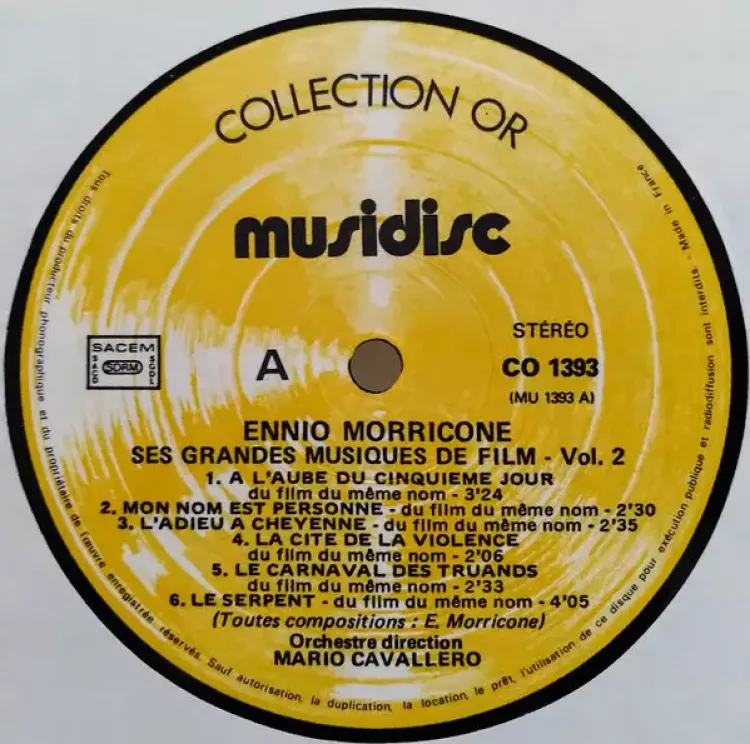 COLLECTION OR
musidisc
SACEM
SACD
SDRM
SGDL
A
STÉRÉO
CO 1393
(MU 1393 A)
ENNIO MORRICONE
SES GRANDES MUSIQUES DE FILM - Vol. 2
1. A L'AUBE DU CINQUIEME JOUR
du film du même nom - 3'24
2. MON NOM EST PERSONNE - du film du même nom - 2'30
3. L'ADIEU A CHEYENNE - du film du même nom - 2'35
4. LA CITE DE LA VIOLENCE
du film du même nom - 2'06
5. LE CARNAVAL DES TRUANDS
du film du même nom - 2'33
6. LE SERPENT - du film du même nom - 4'05
(Toutes compositions : E. Morricone)
Orchestre direction
MARIO CAVALLERO
Tous droits du producteur phonographique et du propriétaire de l'œuvre enregistrée réservés. Sauf autorisation, la duplication, la location, le prêt, l'utilisation de ce disque pour exécution publique et radiodiffusion sont interdits - Made in France